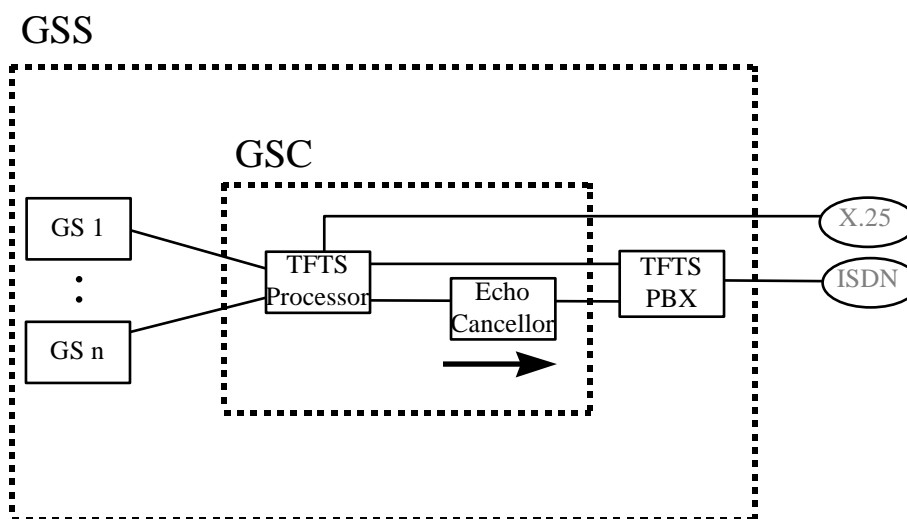 GSS
GSC
GS 1
GS n
TFTS
Processor
Echo
Cancellor
TFTS
PBX
X.25
ISDN